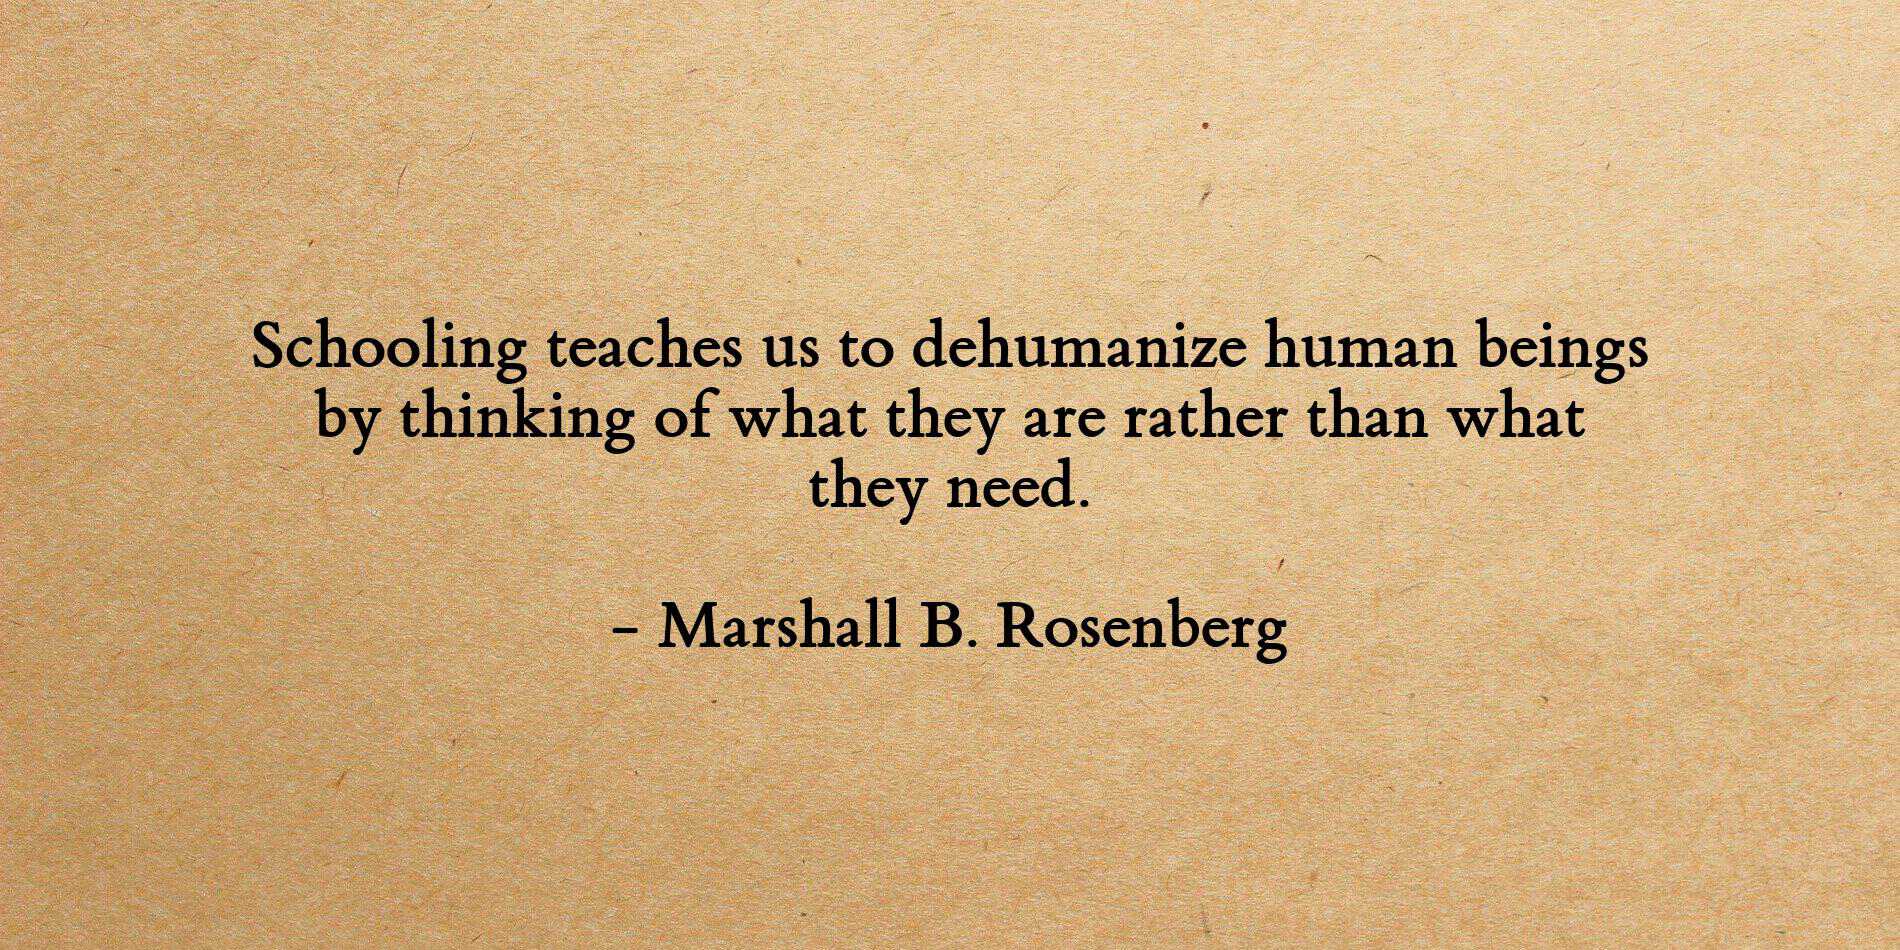 Schooling teaches us to dehumanize human beings
by thinking of what they are rather than what
they need.
- Marshall B. Rosenberg